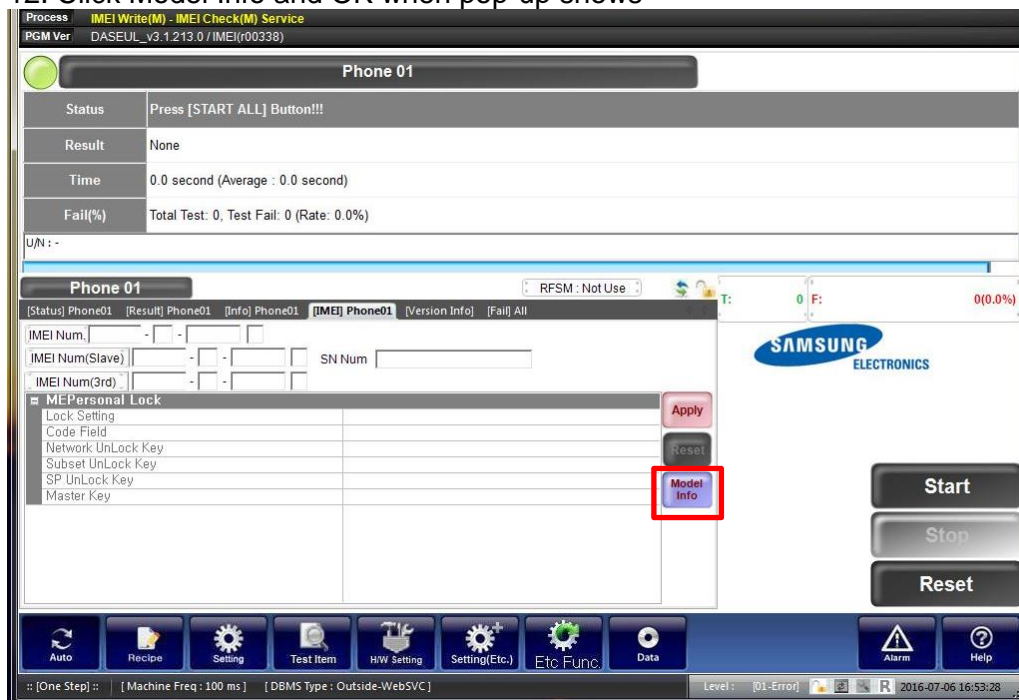 12. Click Model Info and OK when pop-up shows
Process IMEI Write(M) - IMEI Check(M) Service
PGM Ver DASEUL_v3.1.213.0 / IMEI(r00338)
Phone 01
Status Press [START ALL] Button!!!
Result None
Time 0.0 second (Average : 0.0 second)
Fail(%) Total Test: 0, Test Fail: 0 (Rate: 0.0%)
U/N : -
Phone 01 RFSM : Not Use T: 0 F: 0(0.0%)
[Status] Phone01 [Result] Phone01 [Info] Phone01 [IMEI] Phone01 [Version Info] [Fail] All
IMEI Num. - -
IMEI Num(Slave) - - SN Num
IMEI Num(3rd) - -
SAMSUNG
ELECTRONICS
MEPersonal Lock
Lock Setting
Code Field
Network UnLock Key
Subset UnLock Key
SP UnLock Key
Master Key
Apply
Reset
Model
Info
Start
Stop
Reset
Auto Recipe Setting Test Item H/W Setting Setting(Etc.) Etc Func. Data Alarm Help
:: [One Step] :: [ Machine Freq : 100 ms ] [ DBMS Type : Outside-WebSVC ] Level : [01-Error] R 2016-07-06 16:53:28